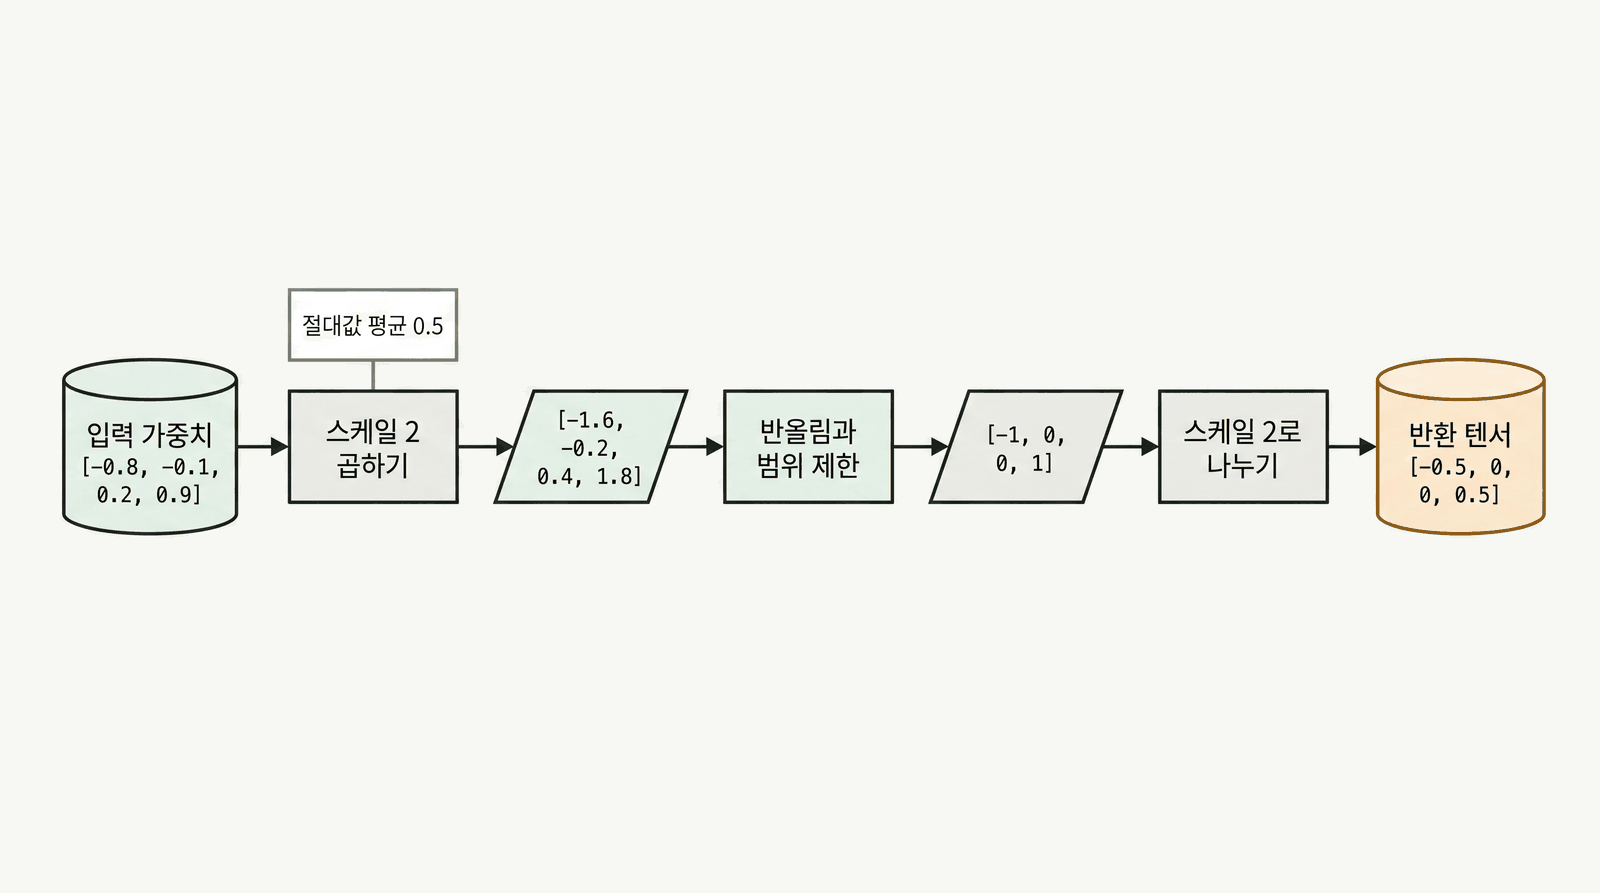 절대값 평균 0.5
입력 가중치
[−0.8, −0.1,
0.2, 0.9]
스케일 2
곱하기
[−1.6,
−0.2,
0.4, 1.8]
반올림과
범위 제한
[−1, 0,
0, 1]
스케일 2로
나누기
반환 텐서
[−0.5, 0,
0, 0.5]